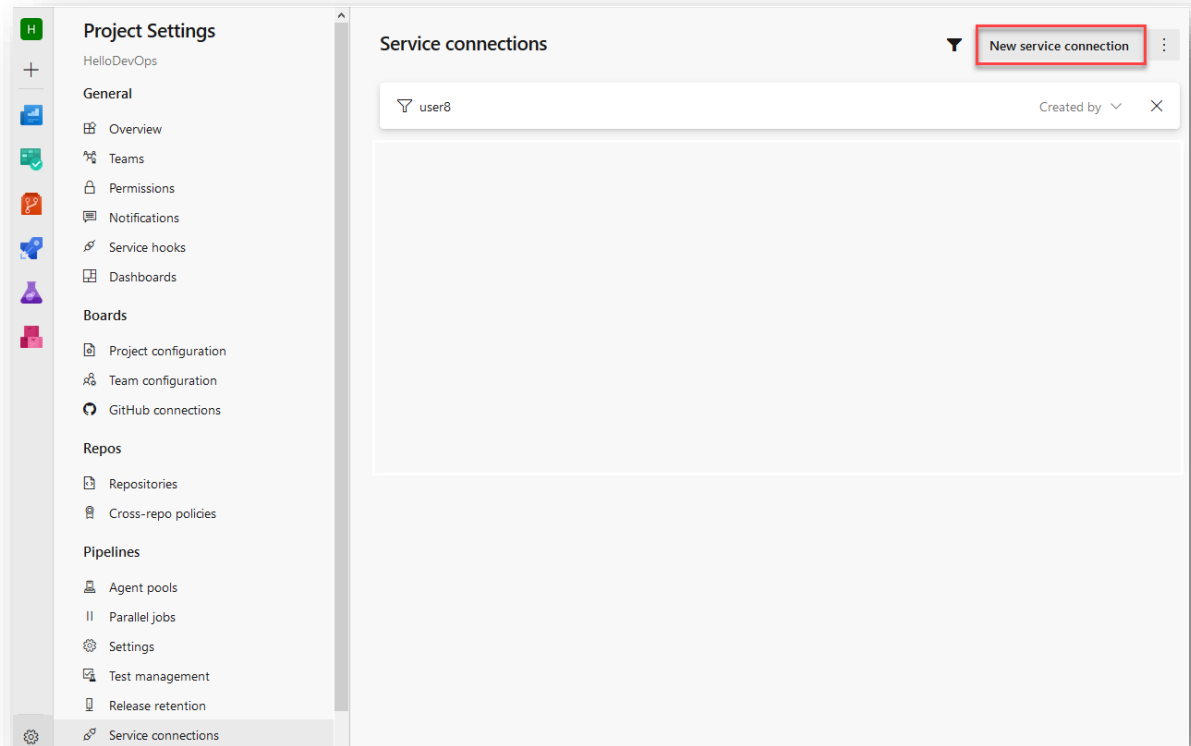 H
Project Settings
HelloDevOps
General
Overview
Teams
Permissions
Notifications
Service hooks
Dashboards
Boards
Project configuration
Team configuration
GitHub connections
Repos
Repositories
Cross-repo policies
Pipelines
Agent pools
Parallel jobs
Settings
Test management
Release retention
Service connections
Service connections
New service connection
user8
Created by